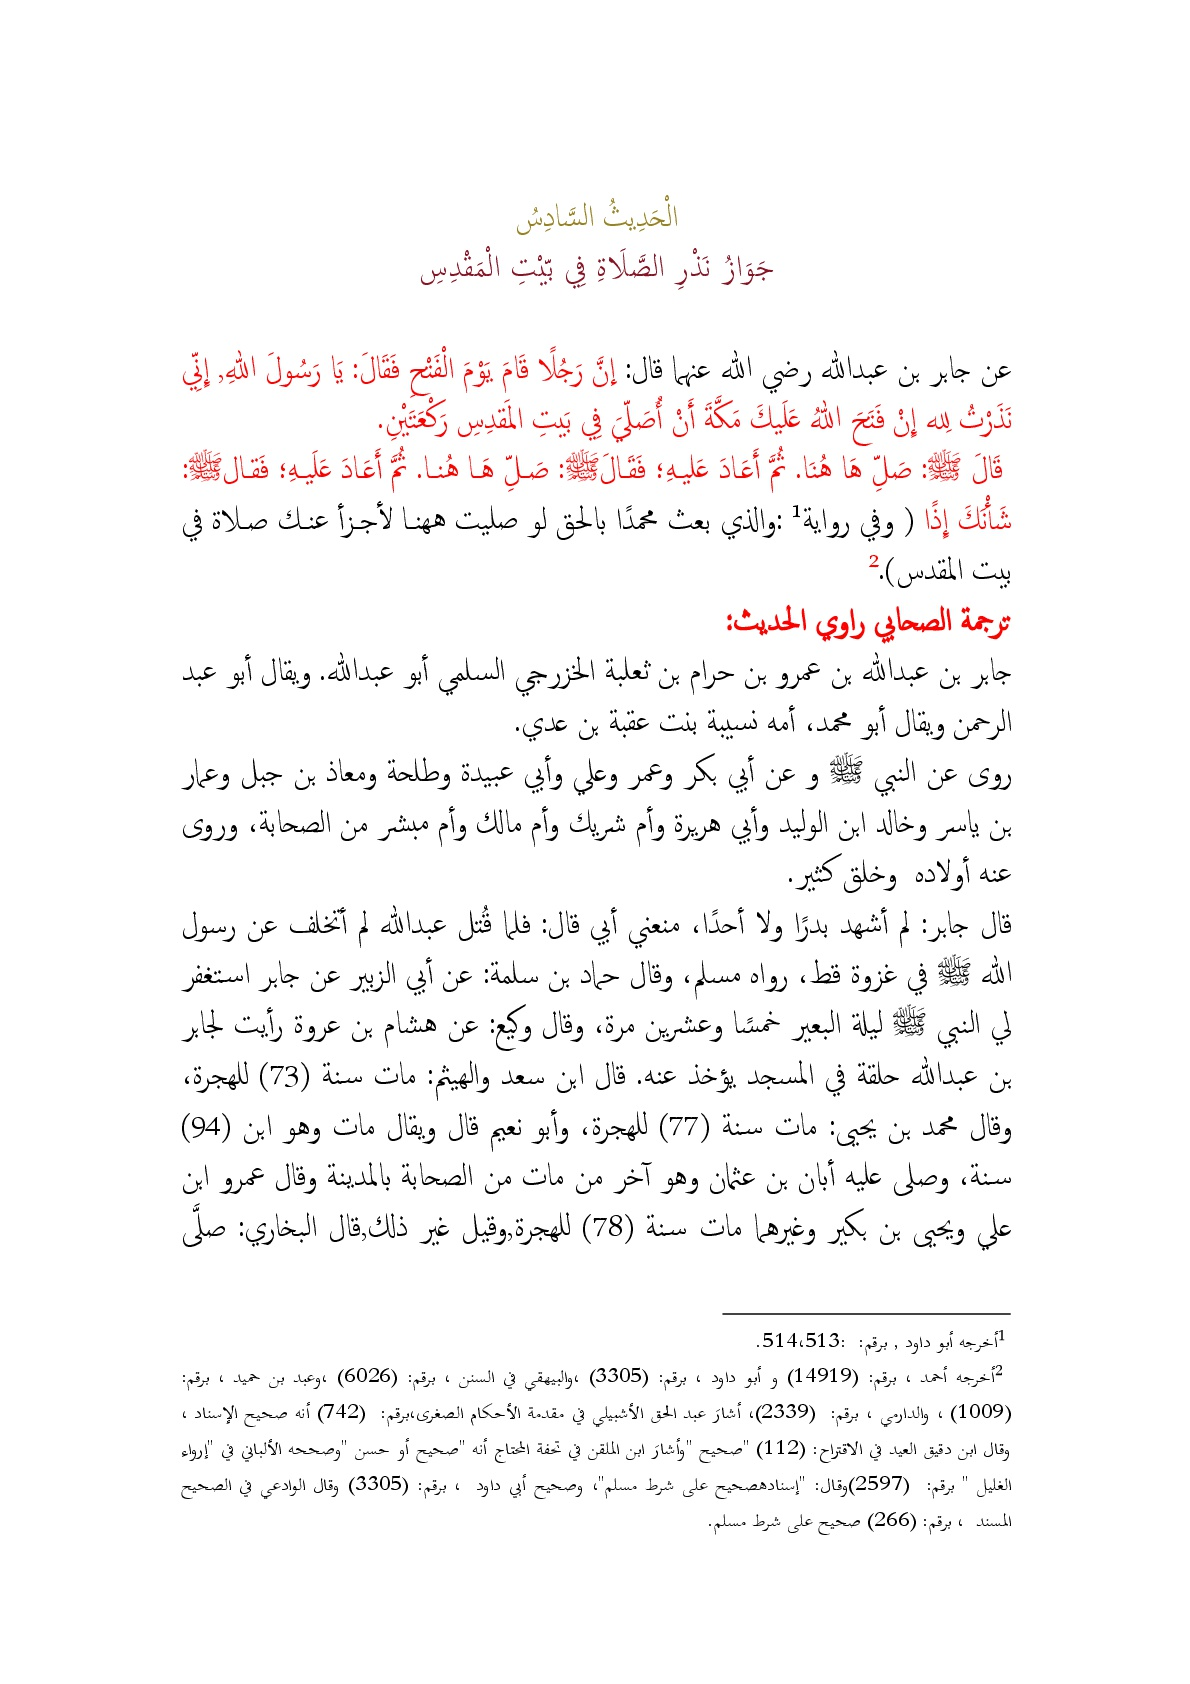 الْحَدِيثُ السَّادِسُ
جَوَازُ نَذْرِ الصَّلَاةِ فِي بَيْتِ الْمَقْدِسِ
عن جابر بن عبدالله رضي الله عنهما قال: إنَّ رَجُلًا قَامَ يَوْمَ الْفَتْحِ فَقَالَ: يَا رَسُولَ اللهِ, إِنِّي
نَذَرْتُ لِله إِنْ فَتَحَ اللهُ عَلَيكَ مَكَّةَ أَنْ أُصَلِّيَ فِي بَيتِ المَقدِسِ رَكْعَتَيْنِ.
قَالَ ﷺ: صَلِّ هَا هُنَا. ثُمَّ أَعَادَ عَليهِ؛ فَقَالَﷺ: صَلِّ هَا هُنا. ثُمَّ أَعَادَ عَلَيهِ؛ فَقالﷺ:
شَأْنُكَ إِذًا ( وفي رواية1 :والذي بعث محمدًا بالحق لو صليت ههنا لأجزأ عنك صلاة في
بيت المقدس).2
ترجمة الصحابي راوي الحديث:
جابر بن عبدالله بن عمرو بن حرام بن ثعلبة الخزرجي السلمي أبو عبدالله. ويقال أبو عبد
الرحمن ويقال أبو محمد، أمه نسيبة بنت عقبة بن عدي.
روى عن النبي ﷺ و عن أبي بكر وعمر وعلي وأبي عبيدة وطلحة ومعاذ بن جبل وعمار
بن ياسر وخالد ابن الوليد وأبي هريرة وأم شريك وأم مالك وأم مبشر من الصحابة، وروى
عنه أولاده وخلق كثير.
قال جابر: لم أشهد بدرًا ولا أحدًا، منعني أبي قال: فلما قُتل عبدالله لم أتخلف عن رسول
الله ﷺ في غزوة قط، رواه مسلم، وقال حماد بن سلمة: عن أبي الزبير عن جابر استغفر
لي النبي ﷺ ليلة البعير خمسًا وعشرين مرة، وقال وكيع: عن هشام بن عروة رأيت لجابر
بن عبدالله حلقة في المسجد يؤخذ عنه. قال ابن سعد والهيثم: مات سنة (73) للهجرة،
وقال محمد بن يحيى: مات سنة (77) للهجرة، وأبو نعيم قال ويقال مات وهو ابن (94)
سنة، وصلى عليه أبان بن عثمان وهو آخر من مات من الصحابة بالمدينة وقال عمرو ابن
علي ويحيى بن بكير وغيرهما مات سنة (78) للهجرة,وقيل غير ذلك,قال البخاري: صلَّى
1أخرجه أبو داود , برقم: :513،514.
2أخرجه أحمد ، برقم: (14919) و أبو داود ، برقم: (3305) ،والبيهقي في السنن ، برقم: (6026) ،وعبد بن حميد ، برقم:
(1009) ، والدارمي ، برقم: (2339)، أشارَ عبد الحق الأشبيلي في مقدمة الأحكام الصغرى،برقم: (742) أنه صحيح الإسناد ،
وقال ابن دقيق العيد في الاقتراح: (112) "صحيح "وأشارَ ابن الملقن في تحفة المحتاج أنه "صحيح أو حسن "وصححه الألباني في "إرواء
الغليل " برقم: (2597)وقال: "إسنادهصحيح على شرط مسلم"، وصحيح أبي داود ، برقم: (3305) وقال الوادعي في الصحيح
المسند ، برقم: (266) صحيح على شرط مسلم.